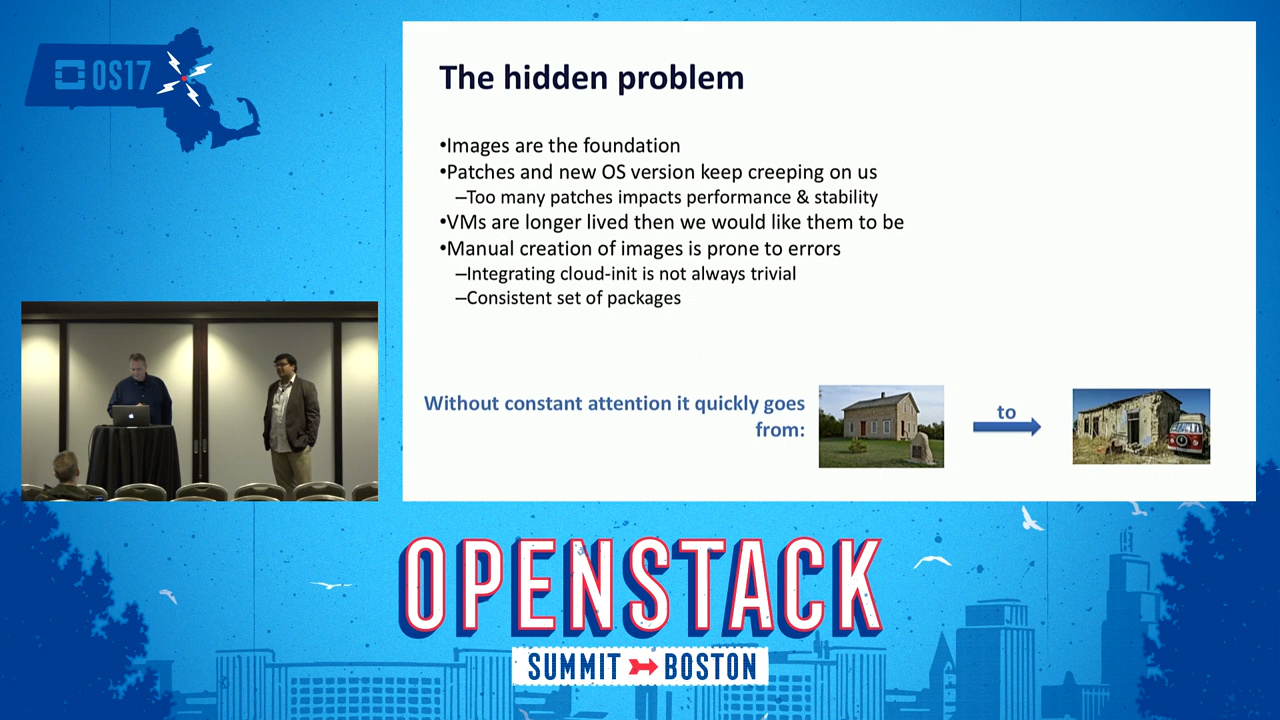 OS17
The hidden problem
•Images are the foundation
•Patches and new OS version keep creeping on us
–Too many patches impacts performance & stability
•VMs are longer lived then we would like them to be
•Manual creation of images is prone to errors
–Integrating cloud-init is not always trivial
–Consistent set of packages
Without constant attention it quickly goes
from:
to
OPENSTACK
SUMMIT BOSTON